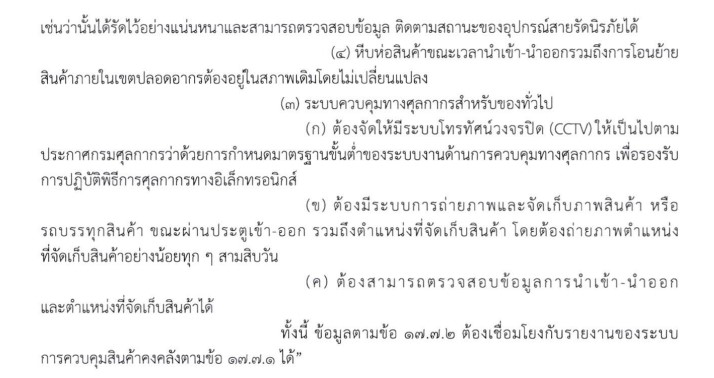 เช่นว่านั้นได้รัดไว้อย่างแน่นหนาและสามารถตรวจสอบข้อมูล ติดตามสถานะของอุปกรณ์สายรัดนิรภัยได้
(๔) หีบห่อสินค้าขณะเวลานำเข้า-นำออกรวมถึงการโอนย้าย
สินค้าภายในเขตปลอดอากรต้องอยู่ในสภาพเดิมโดยไม่เปลี่ยนแปลง
(๓) ระบบควบคุมทางศุลกากรสำหรับของทั่วไป
(ก) ต้องจัดให้มีระบบโทรทัศน์วงจรปิด (CCTV) ให้เป็นไปตาม
ประกาศกรมศุลกากรว่าด้วยการกำหนดมาตรฐานขั้นต่ำของระบบงานด้านการควบคุมทางศุลกากร เพื่อรองรับ
การปฏิบัติพิธีการศุลกากรทางอิเล็กทรอนิกส์
(ข) ต้องมีระบบการถ่ายภาพและจัดเก็บภาพสินค้า หรือ
รถบรรทุกสินค้า ขณะผ่านประตูเข้า-ออก รวมถึงตำแหน่งที่จัดเก็บสินค้า โดยต้องถ่ายภาพตำแหน่ง
ที่จัดเก็บสินค้าอย่างน้อยทุก ๆ สามสิบวัน
(ค) ต้องสามารถตรวจสอบข้อมูลการนำเข้า-นำออก
และตำแหน่งที่จัดเก็บสินค้าได้
ทั้งนี้ ข้อมูลตามข้อ ๑๗.๗.๒ ต้องเชื่อมโยงกับรายงานของระบบ
การควบคุมสินค้าคงคลังตามข้อ ๑๗.๗.๑ ได้”